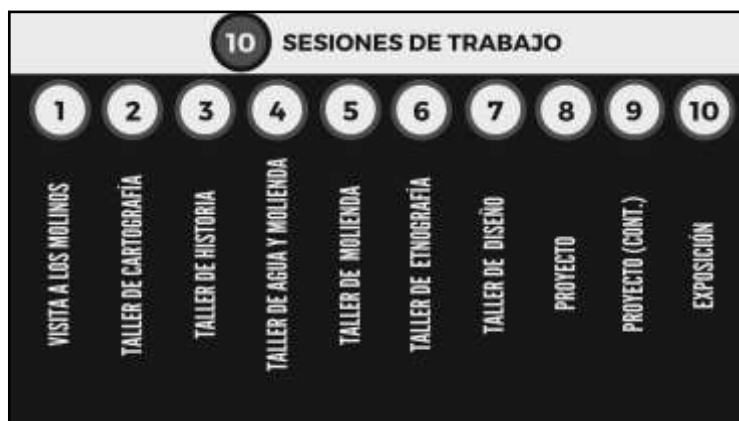 10 SESIONES DE TRABAJO
1 2 3 4 5 6 7 8 9 10
VISITA A LOS MOLINOS
TALLER DE CARTOGRAFÍA
TALLER DE HISTORIA
TALLER DE AGUA Y MOLIENDA
TALLER DE MOLIENDA
TALLER DE ETNOGRAFÍA
TALLER DE DISEÑO
PROYECTO
PROYECTO (CONT.)
EXPOSICIÓN